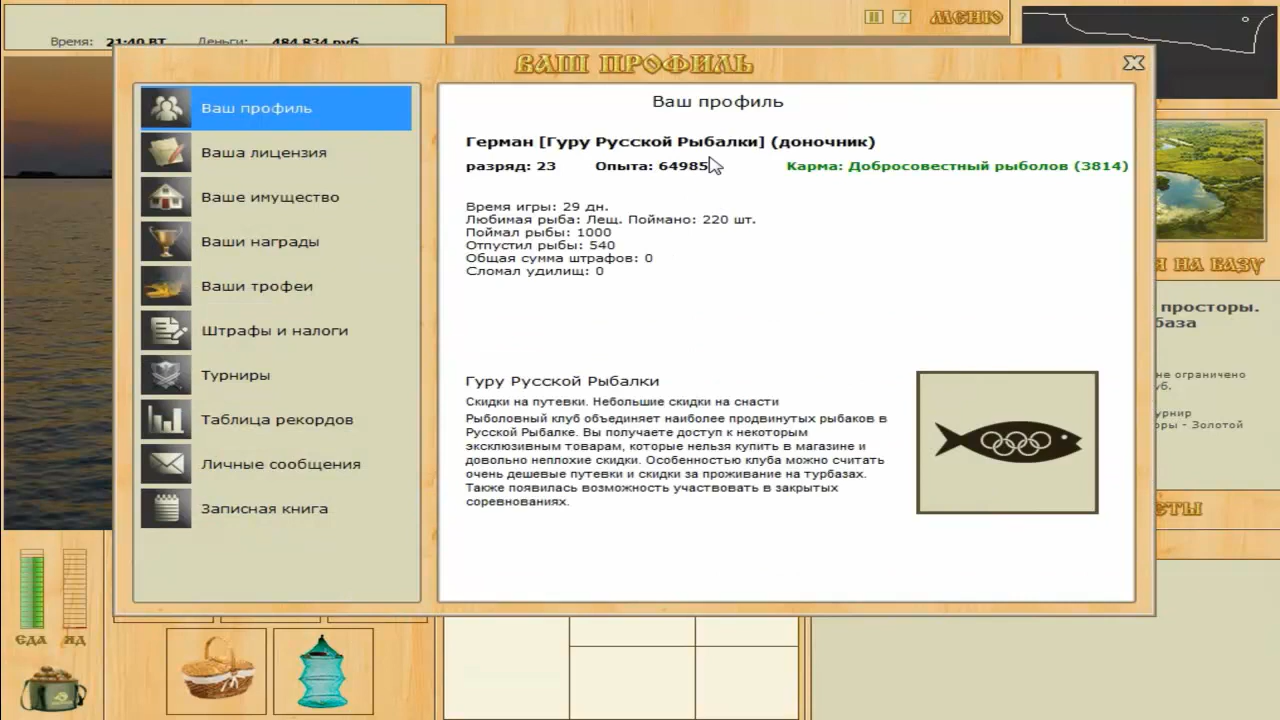 Время: 21:40 ВТ Деньги: 484 834 руб.
? МЕНЮ
ВАШ ПРОФИЛЬ
X
Ваш профиль
Ваша лицензия
Ваше имущество
Ваши награды
Ваши трофеи
Штрафы и налоги
Турниры
Таблица рекордов
Личные сообщения
Записная книга
Ваш профиль
Герман [Гуру Русской Рыбалки] (доночник)
разряд: 23 Опыта: 64985 Карма: Добросовестный рыболов (3814)
Время игры: 29 дн.
Любимая рыба: Лещ. Поймано: 220 шт.
Поймал рыбы: 1000
Отпустил рыбы: 540
Общая сумма штрафов: 0
Сломал удилищ: 0
Гуру Русской Рыбалки
Скидки на путевки. Небольшие скидки на снасти
Рыболовный клуб объединяет наиболее продвинутых рыбаков в
Русской Рыбалке. Вы получаете доступ к некоторым
эксклюзивным товарам, которые нельзя купить в магазине и
довольно неплохие скидки. Особенностью клуба можно считать
очень дешевые путевки и скидки за проживание на турбазах.
Также появилась возможность участвовать в закрытых
соревнованиях.
НА БАЗУ
просторы.
база
не ограничено
уб.
урнир
оры - Золотой
ЕТЫ
ЕДА ЯД